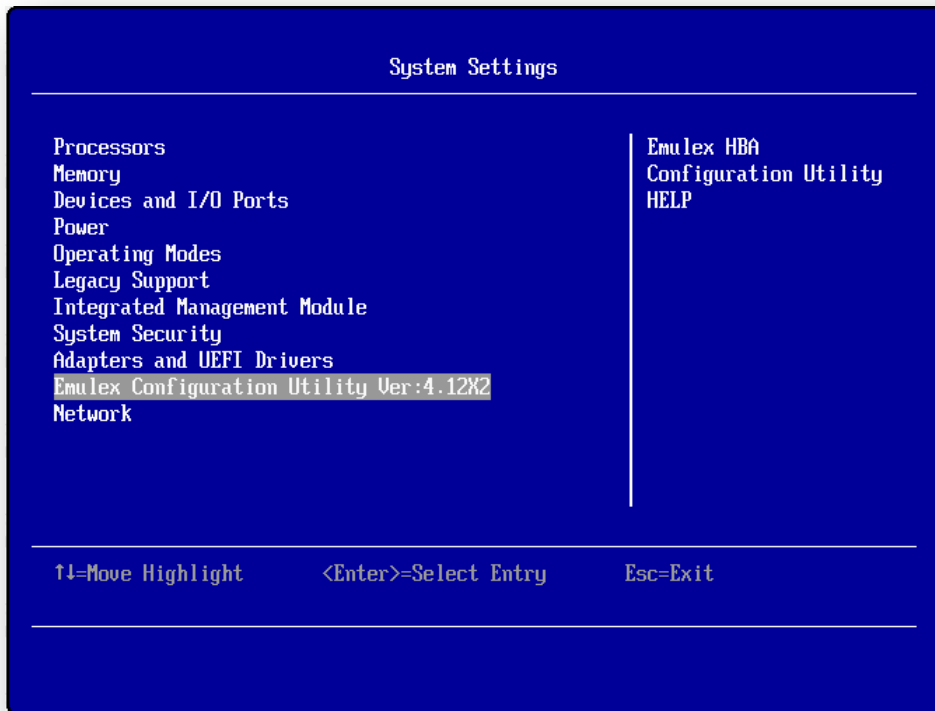 System Settings
Processors
Memory
Devices and I/O Ports
Power
Operating Modes
Legacy Support
Integrated Management Module
System Security
Adapters and UEFI Drivers
Emulex Configuration Utility Ver:4.12X2
Network
Emulex HBA
Configuration Utility
HELP
↑↓=Move Highlight <Enter>=Select Entry Esc=Exit